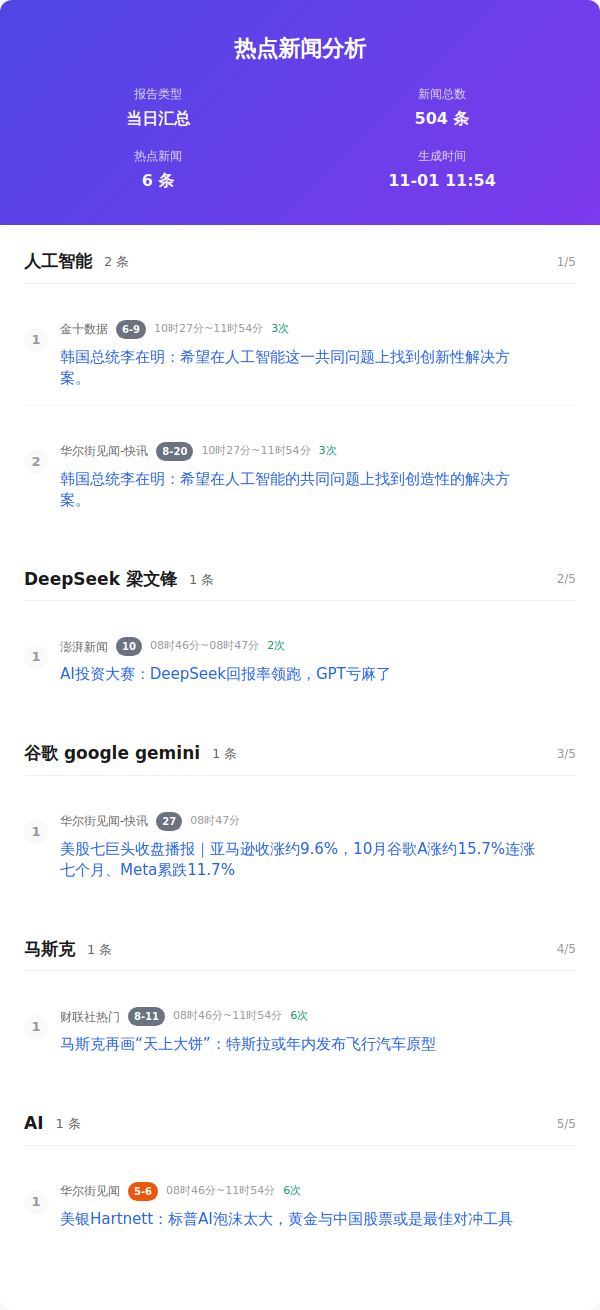 热点新闻分析
报告类型
当日汇总
新闻总数
504 条
热点新闻
6 条
生成时间
11-01 11:54
人工智能 2 条 1/5
1 金十数据 6-9 10时27分~11时54分 3次
韩国总统李在明：希望在人工智能这一共同问题上找到创新性解决方
案。
2 华尔街见闻-快讯 8-20 10时27分~11时54分 3次
韩国总统李在明：希望在人工智能的共同问题上找到创造性的解决方
案。
DeepSeek 梁文锋 1 条 2/5
1 澎湃新闻 10 08时46分~08时47分 2次
AI投资大赛：DeepSeek回报率领跑，GPT亏麻了
谷歌 google gemini 1 条 3/5
1 华尔街见闻-快讯 27 08时47分
美股七巨头收盘播报｜亚马逊收涨约9.6%，10月谷歌A涨约15.7%连涨
七个月、Meta累跌11.7%
马斯克 1 条 4/5
1 财联社热门 8-11 08时46分~11时54分 6次
马斯克再画“天上大饼”：特斯拉或年内发布飞行汽车原型
AI 1 条 5/5
1 华尔街见闻 5-6 08时46分~11时54分 6次
美银Hartnett：标普AI泡沫太大，黄金与中国股票或是最佳对冲工具